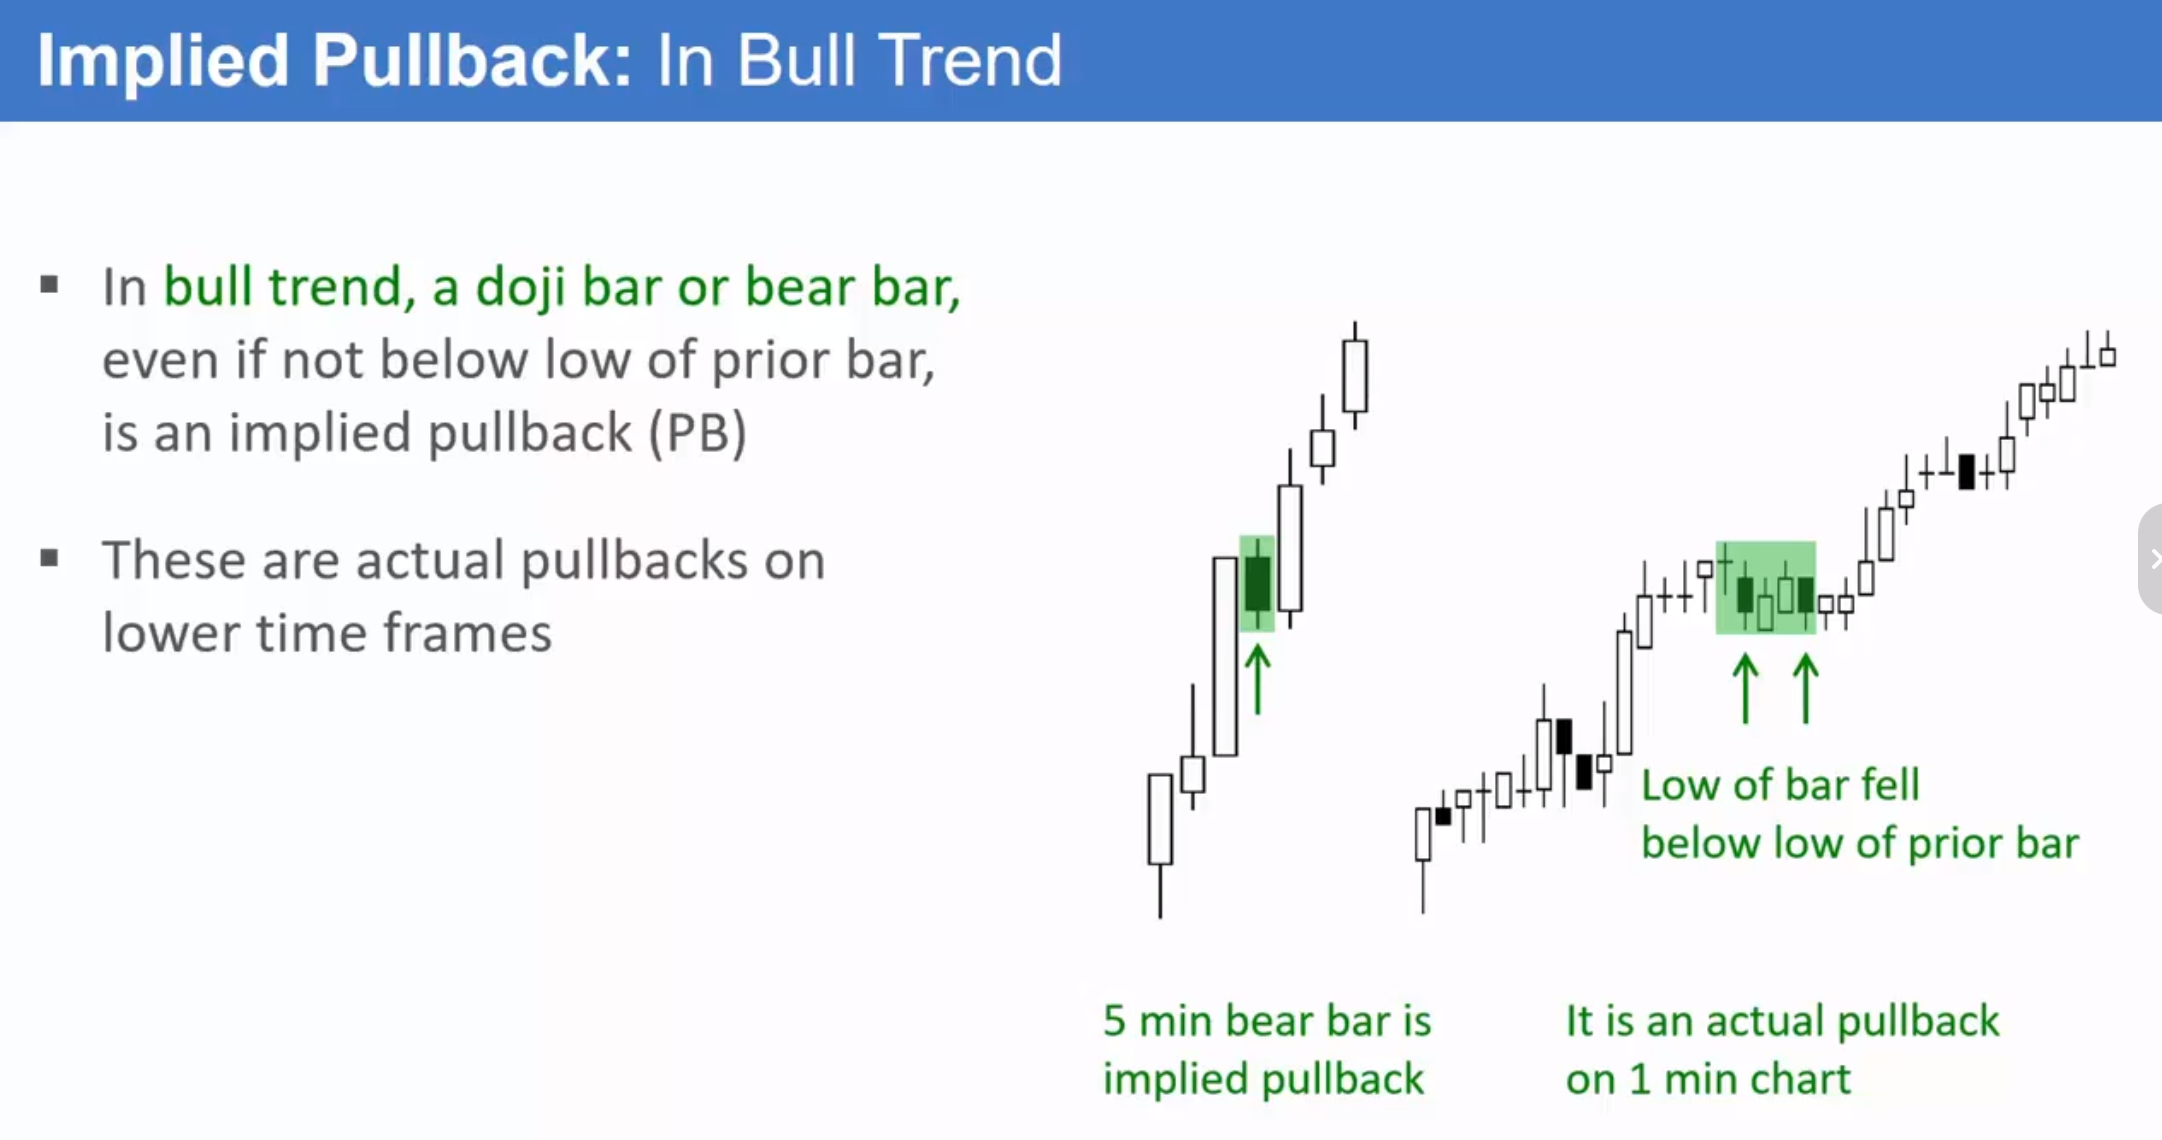 Implied Pullback: In Bull Trend
▪ In bull trend, a doji bar or bear bar,
even if not below low of prior bar,
is an implied pullback (PB)
▪ These are actual pullbacks on
lower time frames
Low of bar fell
below low of prior bar
5 min bear bar is
implied pullback
It is an actual pullback
on 1 min chart